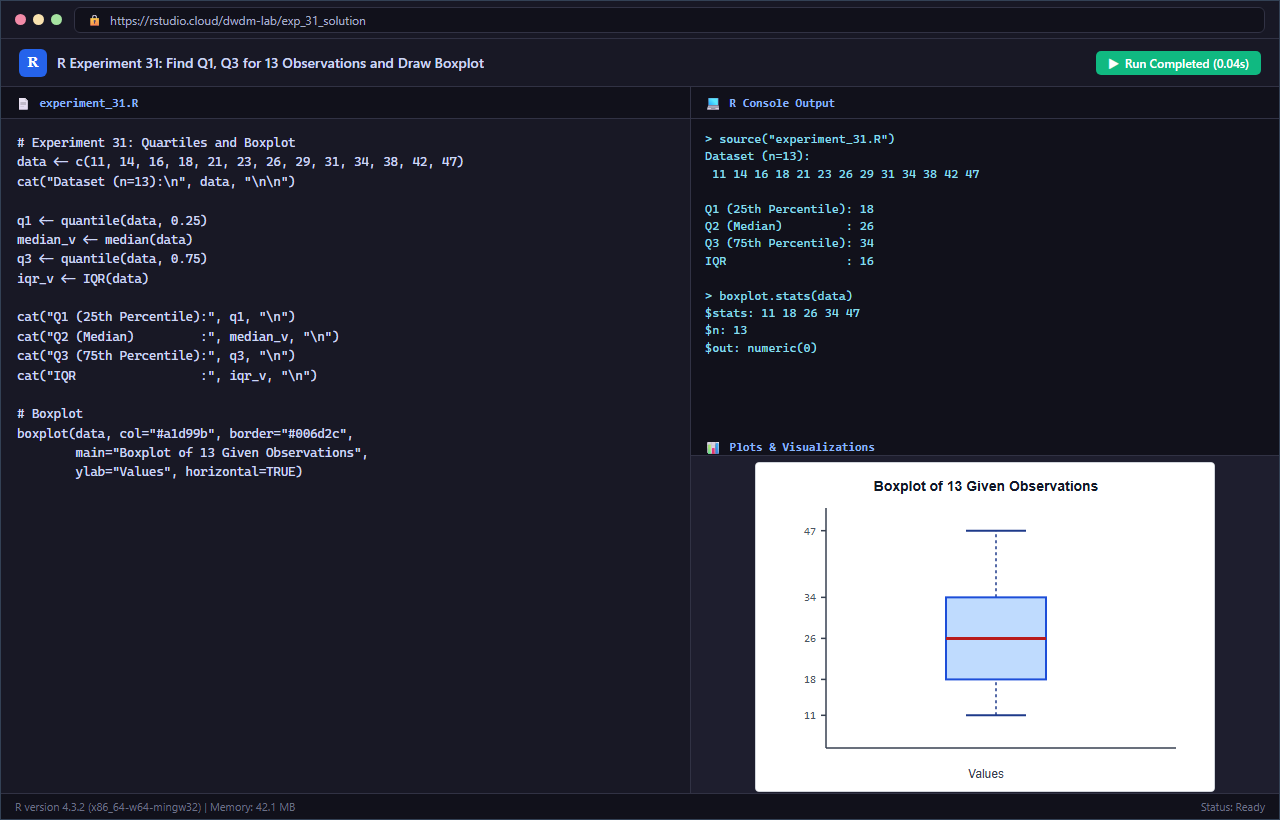 https://rstudio.cloud/dwdm-lab/exp_31_solution
R
R Experiment 31: Find Q1, Q3 for 13 Observations and Draw Boxplot
▶ Run Completed (0.04s)
experiment_31.R
# Experiment 31: Quartiles and Boxplot
data <- c(11, 14, 16, 18, 21, 23, 26, 29, 31, 34, 38, 42, 47)
cat("Dataset (n=13):\n", data, "\n\n")
q1 <- quantile(data, 0.25)
median_v <- median(data)
q3 <- quantile(data, 0.75)
iqr_v <- IQR(data)
cat("Q1 (25th Percentile):", q1, "\n")
cat("Q2 (Median)         :", median_v, "\n")
cat("Q3 (75th Percentile):", q3, "\n")
cat("IQR                 :", iqr_v, "\n")
# Boxplot
boxplot(data, col="#a1d99b", border="#006d2c",
        main="Boxplot of 13 Given Observations",
        ylab="Values", horizontal=TRUE)
R Console Output
> source("experiment_31.R")
Dataset (n=13):
 11 14 16 18 21 23 26 29 31 34 38 42 47
Q1 (25th Percentile): 18
Q2 (Median)         : 26
Q3 (75th Percentile): 34
IQR                 : 16
> boxplot.stats(data)
$stats: 11 18 26 34 47
$n: 13
$out: numeric(0)
Plots & Visualizations
Boxplot of 13 Given Observations
47
34
26
18
11
Values
R version 4.3.2 (x86_64-w64-mingw32) | Memory: 42.1 MB
Status: Ready